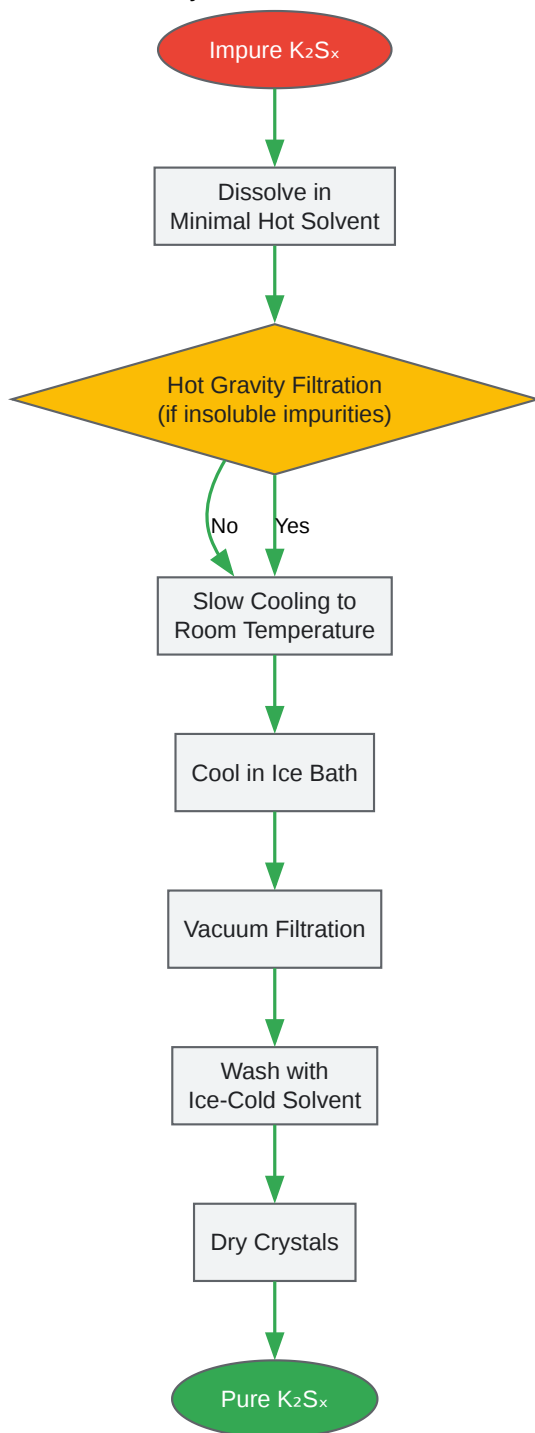 Impure K₂Sₓ
Dissolve in
Minimal Hot Solvent
Hot Gravity Filtration
(if insoluble impurities)
No
Yes
Slow Cooling to
Room Temperature
Cool in Ice Bath
Vacuum Filtration
Wash with
Ice-Cold Solvent
Dry Crystals
Pure K₂Sₓ